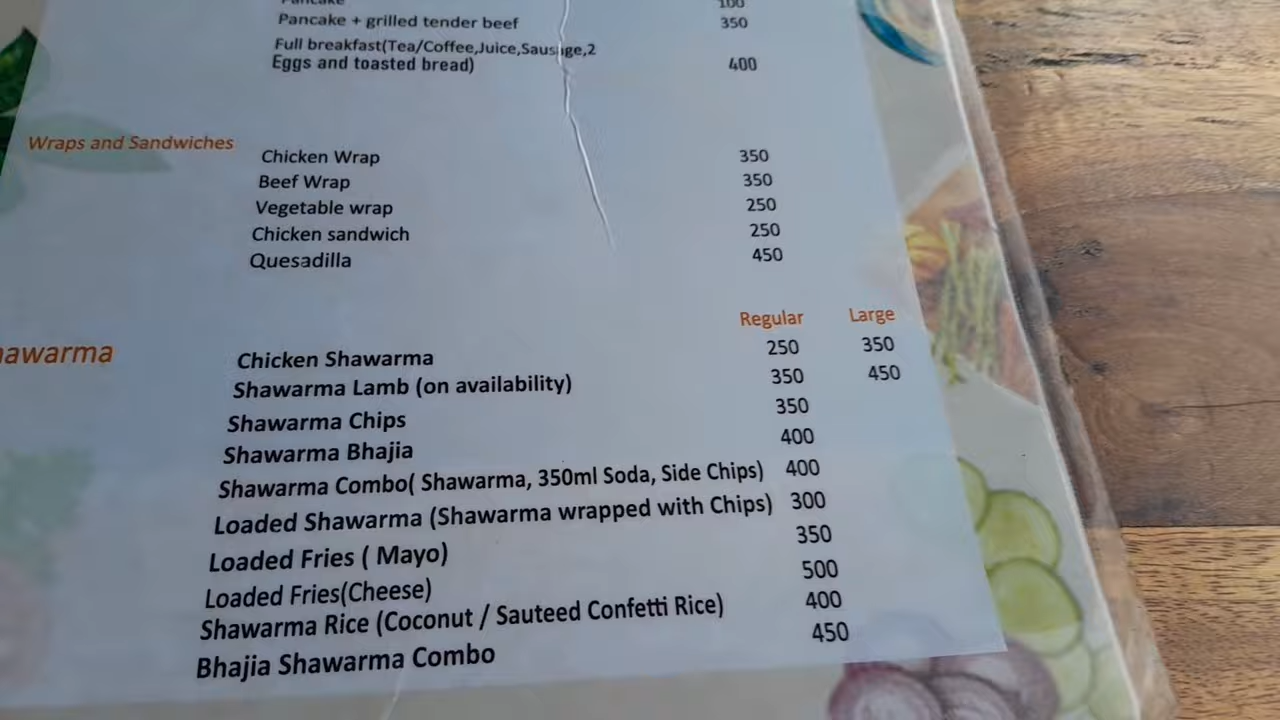 Pancake 100
Pancake + grilled tender beef 350
Full breakfast(Tea/Coffee,Juice,Sausage,2
Eggs and toasted bread) 400
Wraps and Sandwiches
Chicken Wrap 350
Beef Wrap 350
Vegetable wrap 250
Chicken sandwich 250
Quesadilla 450
Regular Large
hawarma
Chicken Shawarma 250 350
Shawarma Lamb (on availability) 350 450
Shawarma Chips 350
Shawarma Bhajia 400
Shawarma Combo( Shawarma, 350ml Soda, Side Chips) 400
Loaded Shawarma (Shawarma wrapped with Chips) 300
Loaded Fries ( Mayo) 350
Loaded Fries(Cheese) 500
Shawarma Rice (Coconut / Sauteed Confetti Rice) 400
Bhajia Shawarma Combo 450